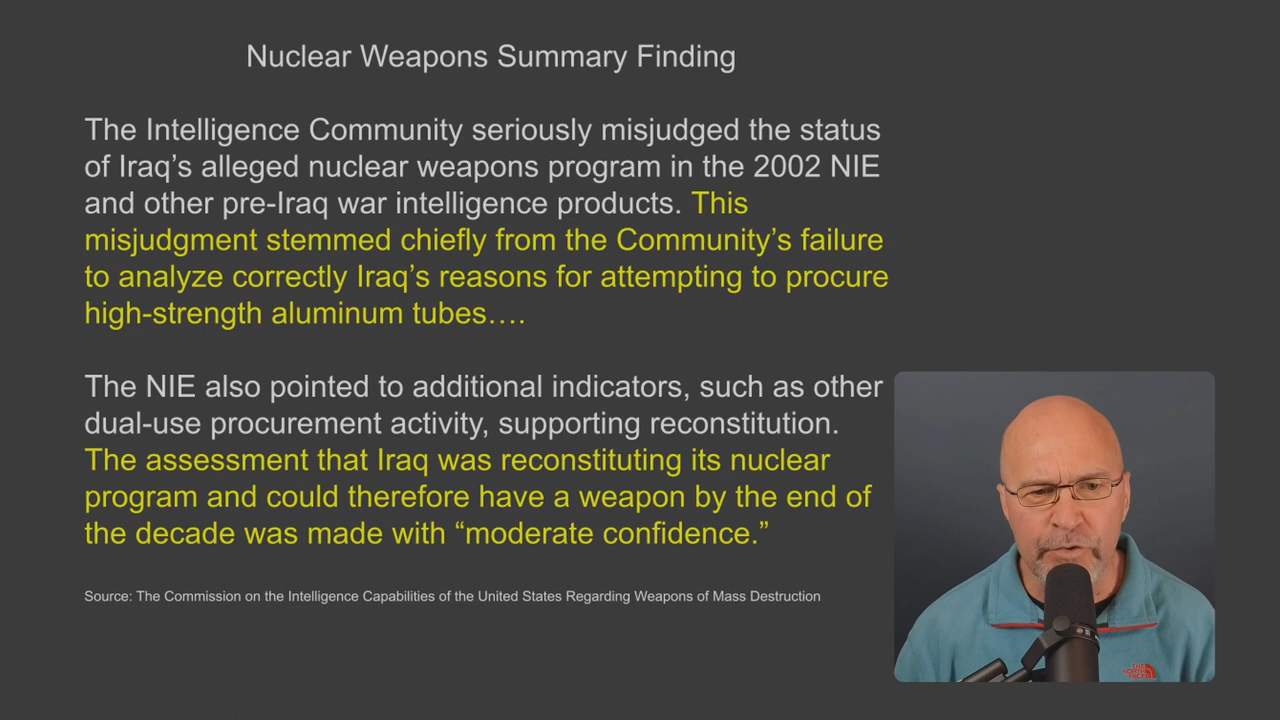 Nuclear Weapons Summary Finding
The Intelligence Community seriously misjudged the status
of Iraq’s alleged nuclear weapons program in the 2002 NIE
and other pre-Iraq war intelligence products. This
misjudgment stemmed chiefly from the Community’s failure
to analyze correctly Iraq’s reasons for attempting to procure
high-strength aluminum tubes….
The NIE also pointed to additional indicators, such as other
dual-use procurement activity, supporting reconstitution.
The assessment that Iraq was reconstituting its nuclear
program and could therefore have a weapon by the end of
the decade was made with “moderate confidence.”
Source: The Commission on the Intelligence Capabilities of the United States Regarding Weapons of Mass Destruction
THE
NORTH
FACE